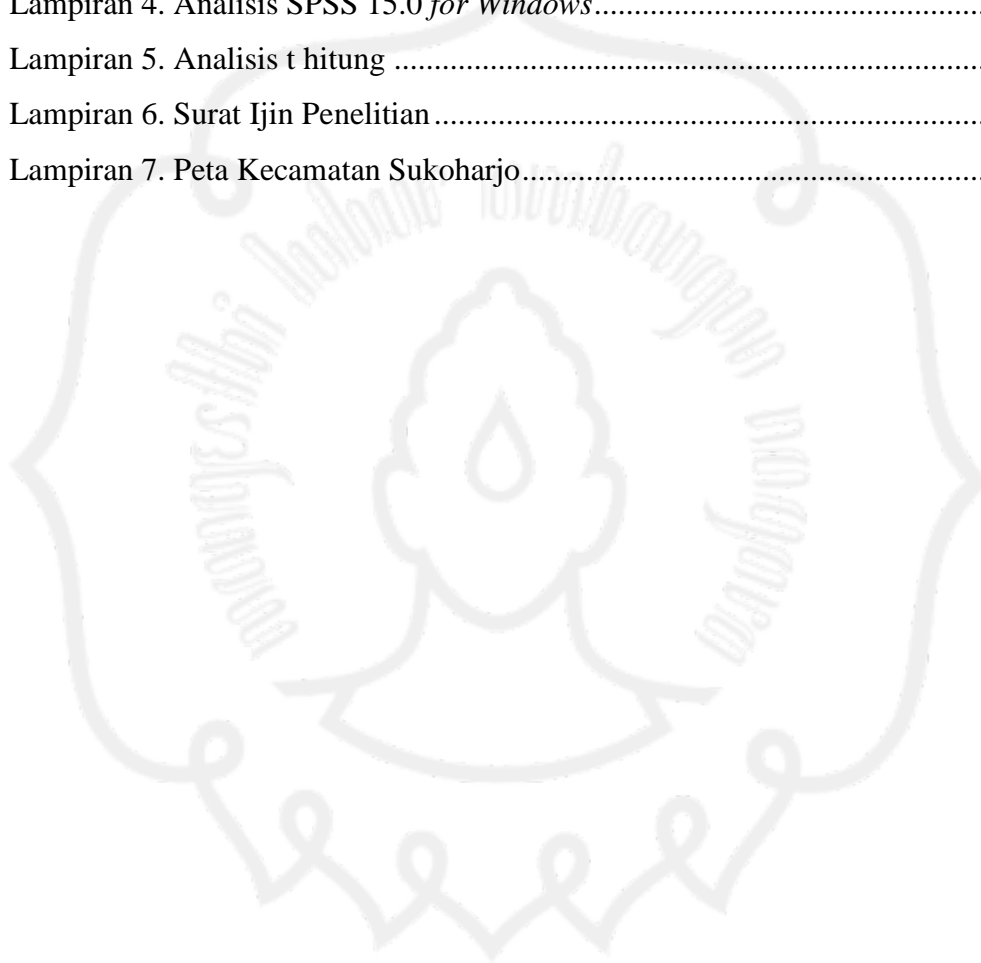 Lampiran 4. Analisis SPSS 15.0 for Windows..................................................
Lampiran 5. Analisis t hitung ..........................................................................
Lampiran 6. Surat Ijin Penelitian.....................................................................
Lampiran 7. Peta Kecamatan Sukoharjo..........................................................